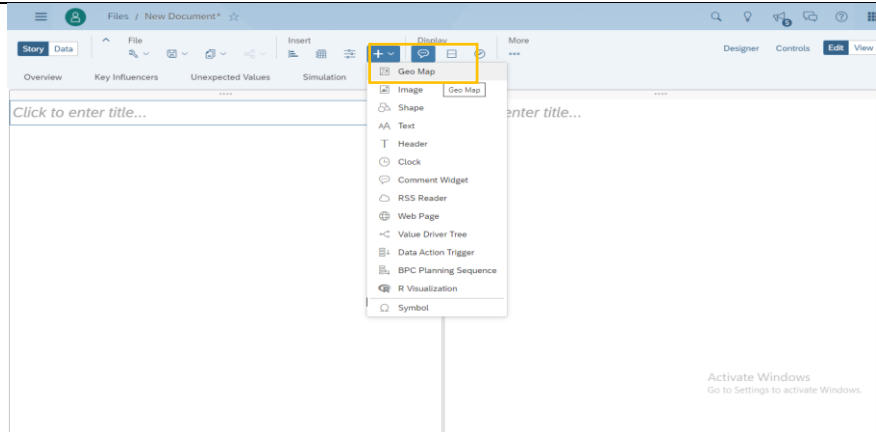 Files / New Document*
File Insert Display More
Story Data
Designer Controls Edit View
Overview Key Influencers Unexpected Values Simulation
Click to enter title...
enter title...
Geo Map
Image
Geo Map
Shape
AA Text
T Header
Clock
Comment Widget
RSS Reader
Web Page
Value Driver Tree
Data Action Trigger
BPC Planning Sequence
R Visualization
Ω Symbol
Activate Windows
Go to Settings to activate Windows.